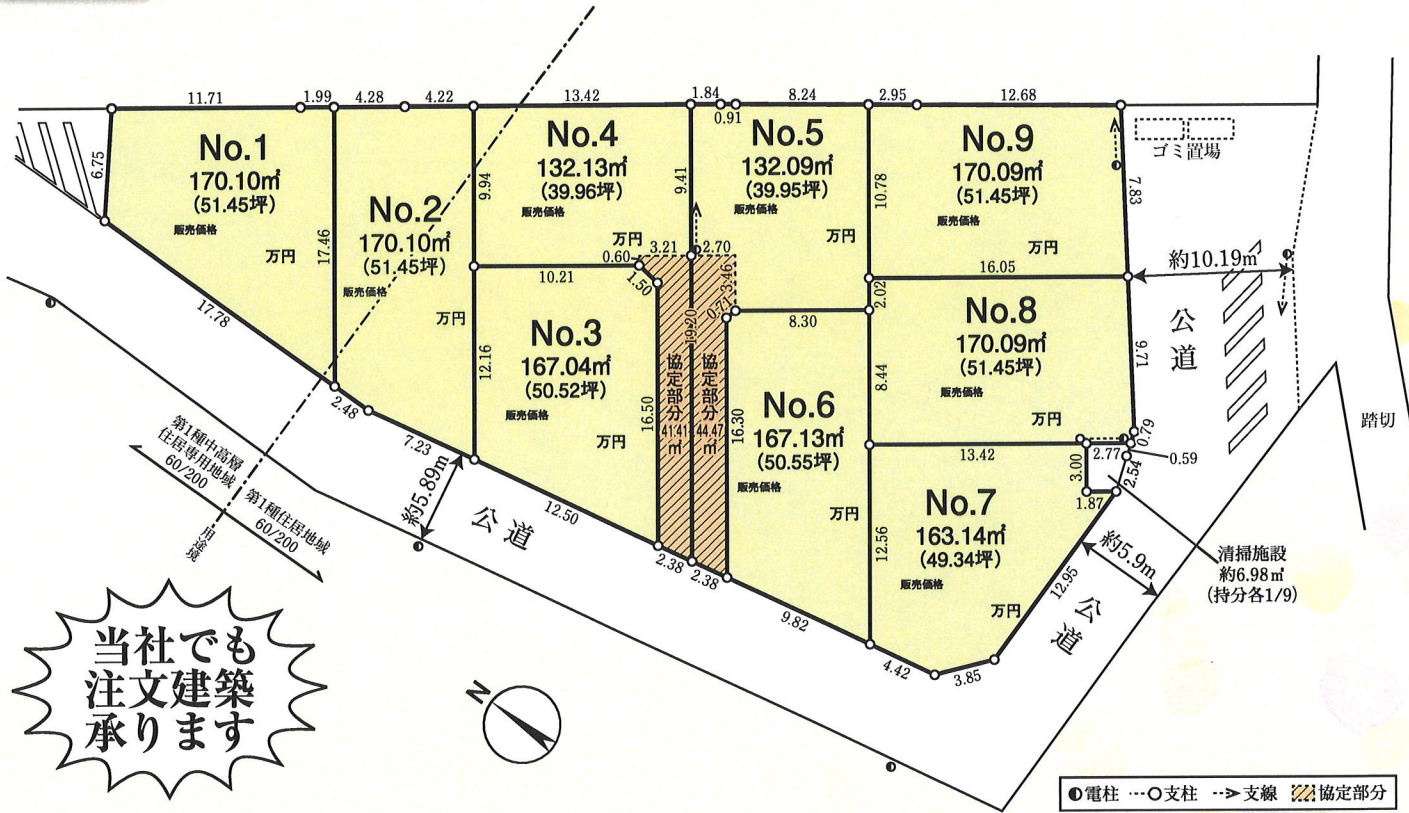 11.71
1.99
4.28
4.22
13.42
1.84
0.91
8.24
2.95
12.68
6.75
No.1
170.10㎡
(51.45坪)
販売価格
万円
17.46
17.78
No.2
170.10㎡
(51.45坪)
販売価格
万円
2.48
7.23
9.94
No.4
132.13㎡
(39.96坪)
販売価格
万円
9.41
3.21
0.60
1.50
10.21
No.5
132.09㎡
(39.95坪)
販売価格
万円
2.70
3.46
0.71
8.30
10.78
2.02
No.9
170.09㎡
(51.45坪)
販売価格
万円
16.05
7.83
ゴミ置場
約10.19㎡
公道
踏切
No.3
167.04㎡
(50.52坪)
販売価格
万円
12.16
16.50
12.50
協定部分
41.41
㎡
19.20
協定部分
44.47
㎡
16.30
2.38
2.38
No.6
167.13㎡
(50.55坪)
販売価格
万円
9.82
No.8
170.09㎡
(51.45坪)
販売価格
万円
8.44
9.71
0.79
0.59
13.42
2.77
3.00
1.87
2.54
No.7
163.14㎡
(49.34坪)
販売価格
万円
12.56
12.95
4.42
3.85
約5.9m
公道
清掃施設
約6.98㎡
(持分各1/9)
第1種中高層
住居専用地域
60/200
第1種住居地域
60/200
用途境
約5.89m
公道
当社でも
注文建築
承ります
N
電柱 支柱 支線 協定部分